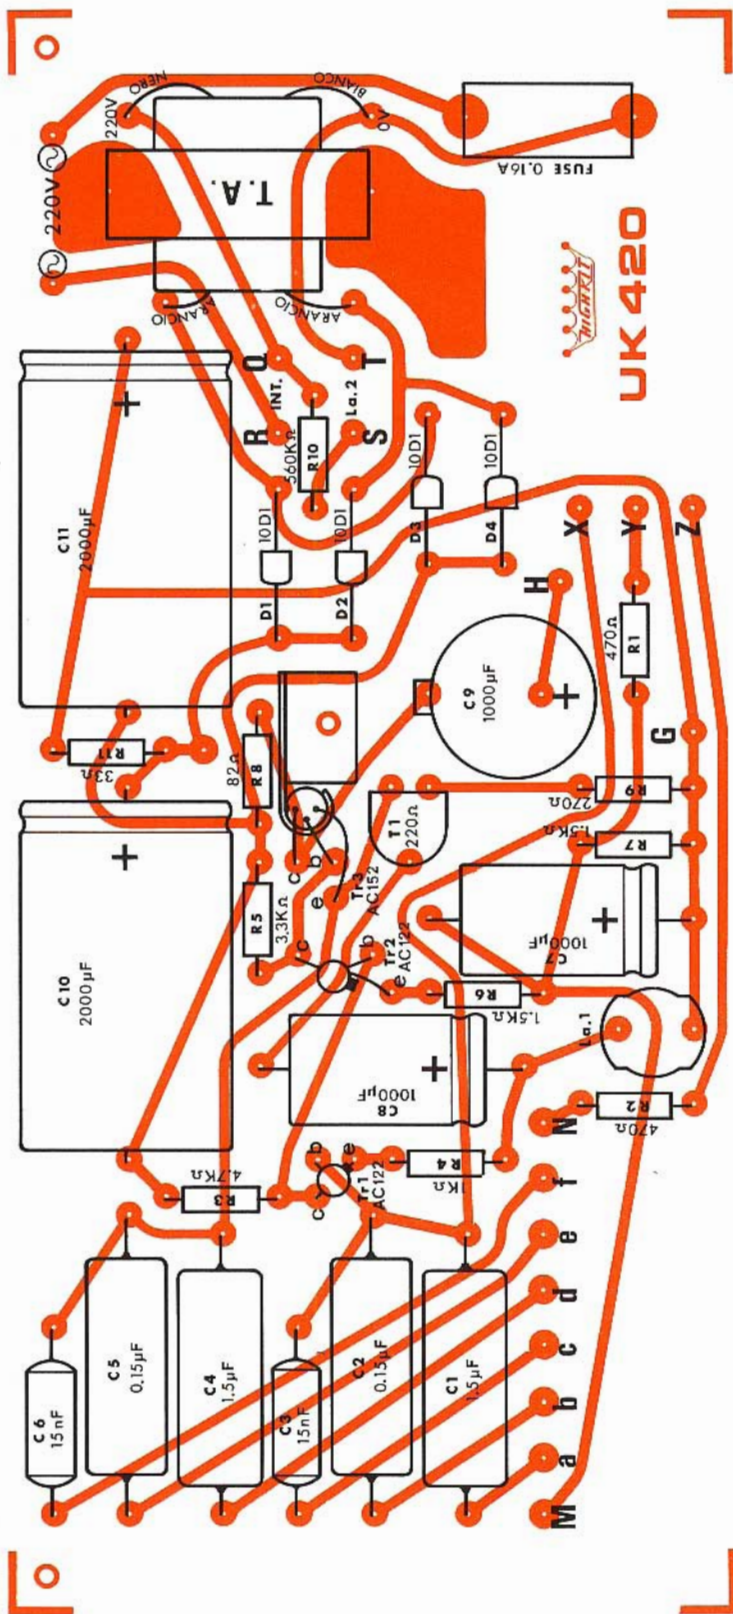 220V
NERO
220V
BIANCO
0V
T.A.
FUSE 0.16A
ARANCIO
ARANCIO
HIGHKIT
UK 420
C11
2000µF
+
R
Q
INT.
R10
560KΩ
La.2
S
T
D1
10D1
D2
10D1
D3
10D1
D4
10D1
X
Y
Z
H
R1
470Ω
C9
1000µF
+
G
R11
33Ω
R8
82Ω
C10
2000µF
+
R5
3,3KΩ
c
b
e
Tr3
AC152
T1
220Ω
R9
270Ω
R7
1.5KΩ
c
b
e
Tr2
AC122
C7
1000µF
+
R6
1.5KΩ
C8
1000µF
+
La.1
R2
470Ω
R3
4.7KΩ
c
b
e
Tr1
AC122
R4
1KΩ
C6
15nF
C5
0,15µF
C4
1.5µF
C3
15nF
C2
0.15µF
C1
1.5µF
M
a
b
c
d
e
f
N